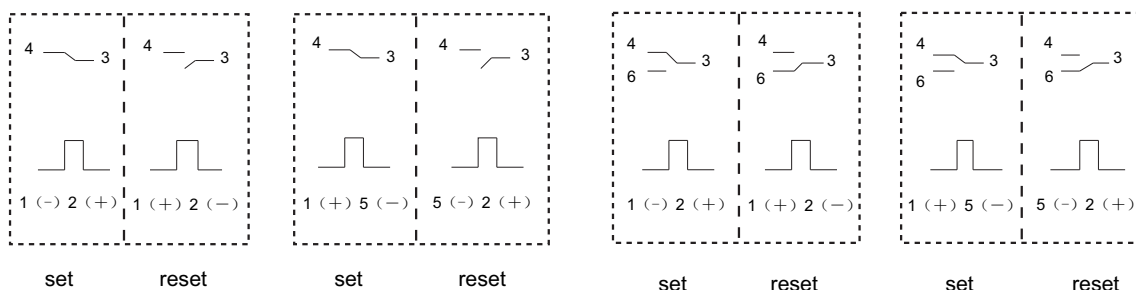 4 3 4 3
1（-）2（+） 1（+）2（—）
set reset
4 3 4 3
1（+）5（—） 5（-）2（+）
set reset
4 3 4 3
6 6
1（-）2（+） 1（+）2（—）
set reset
4 3 4 3
6 6
1（+）5（—） 5（-）2（+）
set reset